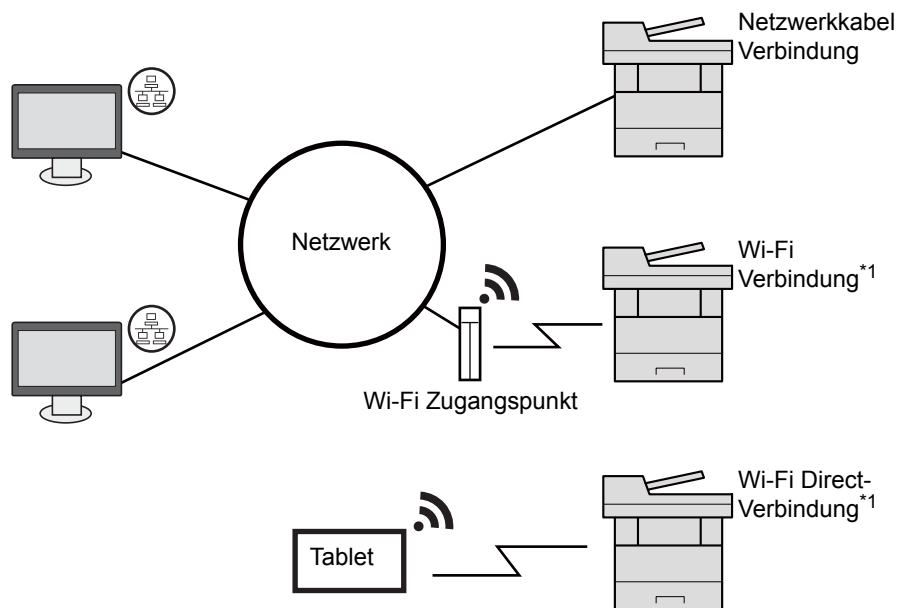 Netzwerkkabel
Verbindung
Netzwerk
Wi-Fi
Verbindung*1
Wi-Fi Zugangspunkt
Wi-Fi Direct-
Verbindung*1
Tablet